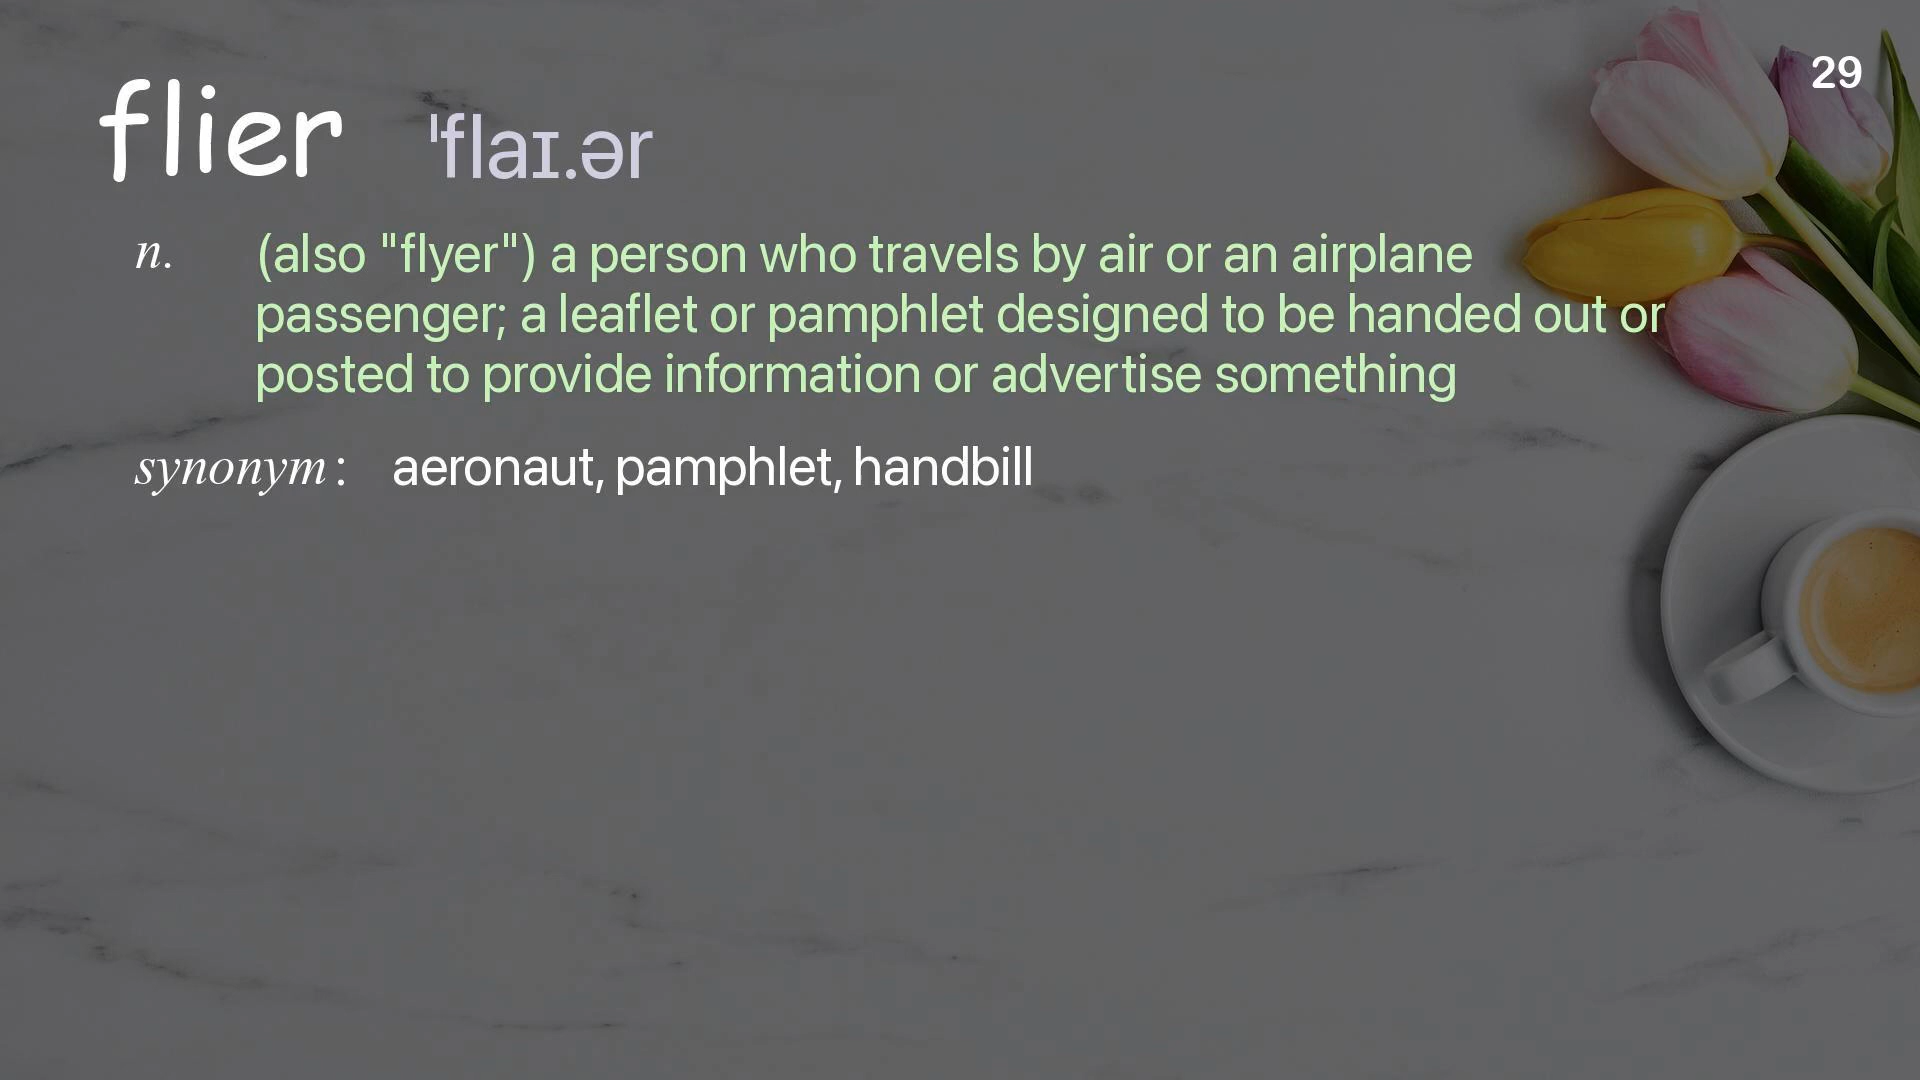 29
flier ˈflaɪ.ər
n. (also "flyer") a person who travels by air or an airplane
passenger; a leaflet or pamphlet designed to be handed out or
posted to provide information or advertise something
synonym: aeronaut, pamphlet, handbill